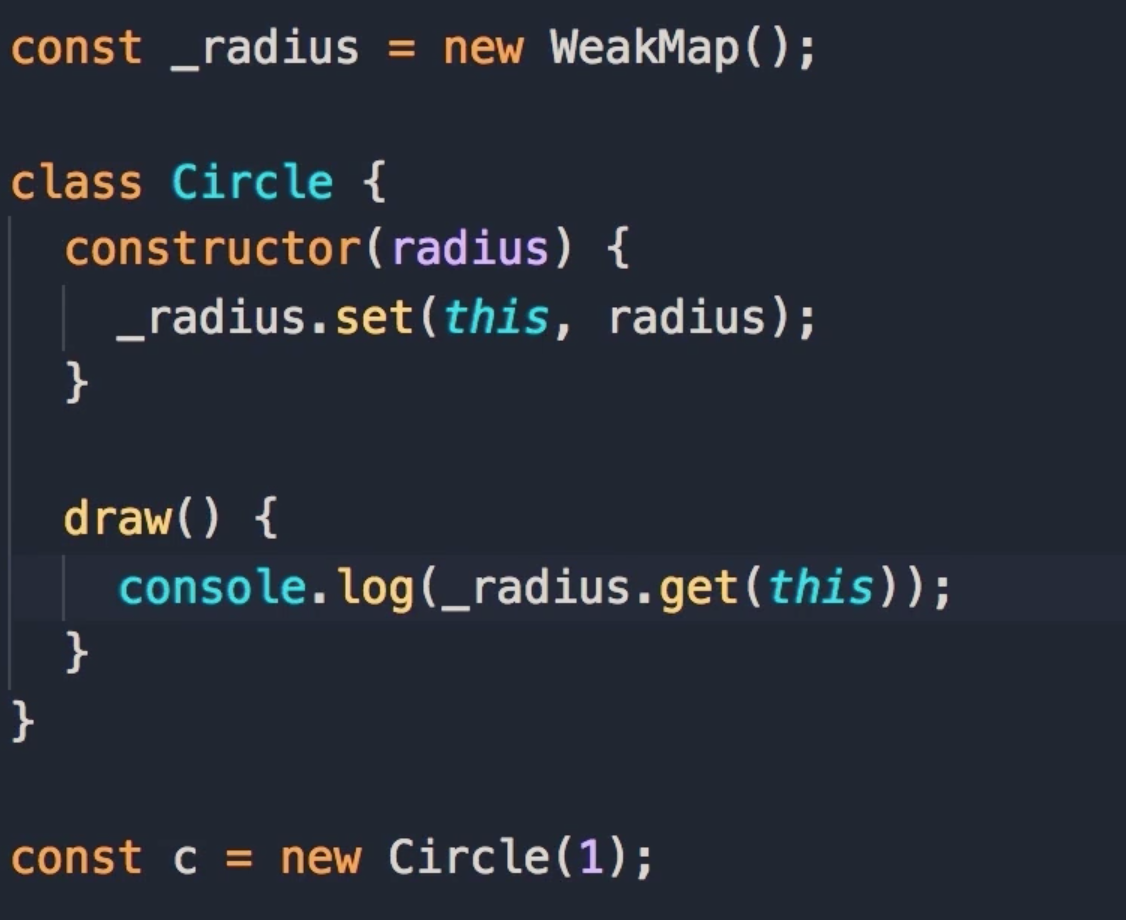 const _radius = new WeakMap();
class Circle {
constructor(radius) {
_radius.set(this, radius);
}
draw() {
console.log(_radius.get(this));
}
}
const c = new Circle(1);